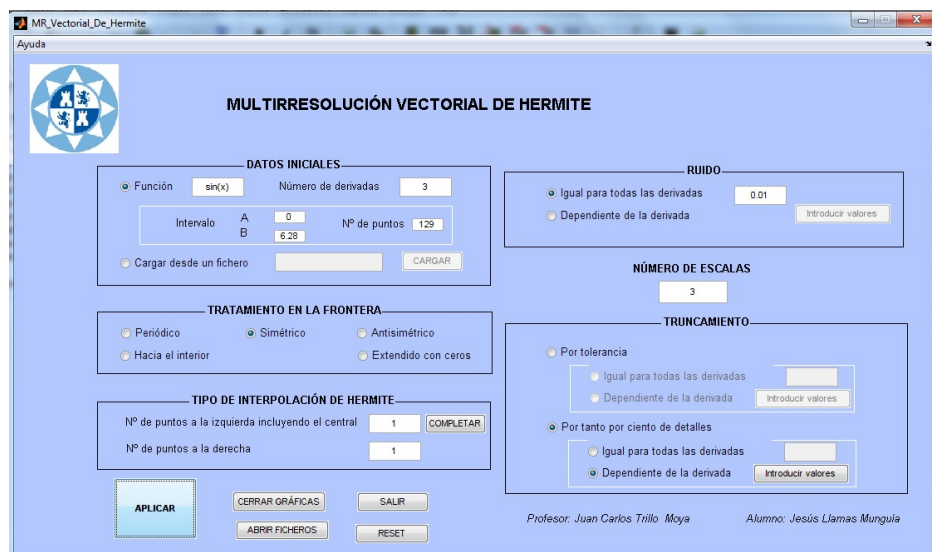 MR_Vectorial_De_Hermite
Ayuda
MULTIRRESOLUCIÓN VECTORIAL DE HERMITE
DATOS INICIALES
Función sin(x) Número de derivadas 3
Intervalo A 0 Nº de puntos 129
B 6.28
Cargar desde un fichero CARGAR
TRATAMIENTO EN LA FRONTERA
Periódico Simétrico Antisimétrico
Hacia el interior Extendido con ceros
TIPO DE INTERPOLACIÓN DE HERMITE
Nº de puntos a la izquierda incluyendo el central 1 COMPLETAR
Nº de puntos a la derecha 1
APLICAR
CERRAR GRÁFICAS SALIR
ABRIR FICHEROS RESET
RUIDO
Igual para todas las derivadas 0.01
Dependiente de la derivada Introducir valores
NÚMERO DE ESCALAS
3
TRUNCAMIENTO
Por tolerancia
Igual para todas las derivadas
Dependiente de la derivada Introducir valores
Por tanto por ciento de detalles
Igual para todas las derivadas
Dependiente de la derivada Introducir valores
Profesor: Juan Carlos Trillo Moya Alumno: Jesús Llamas Munguía